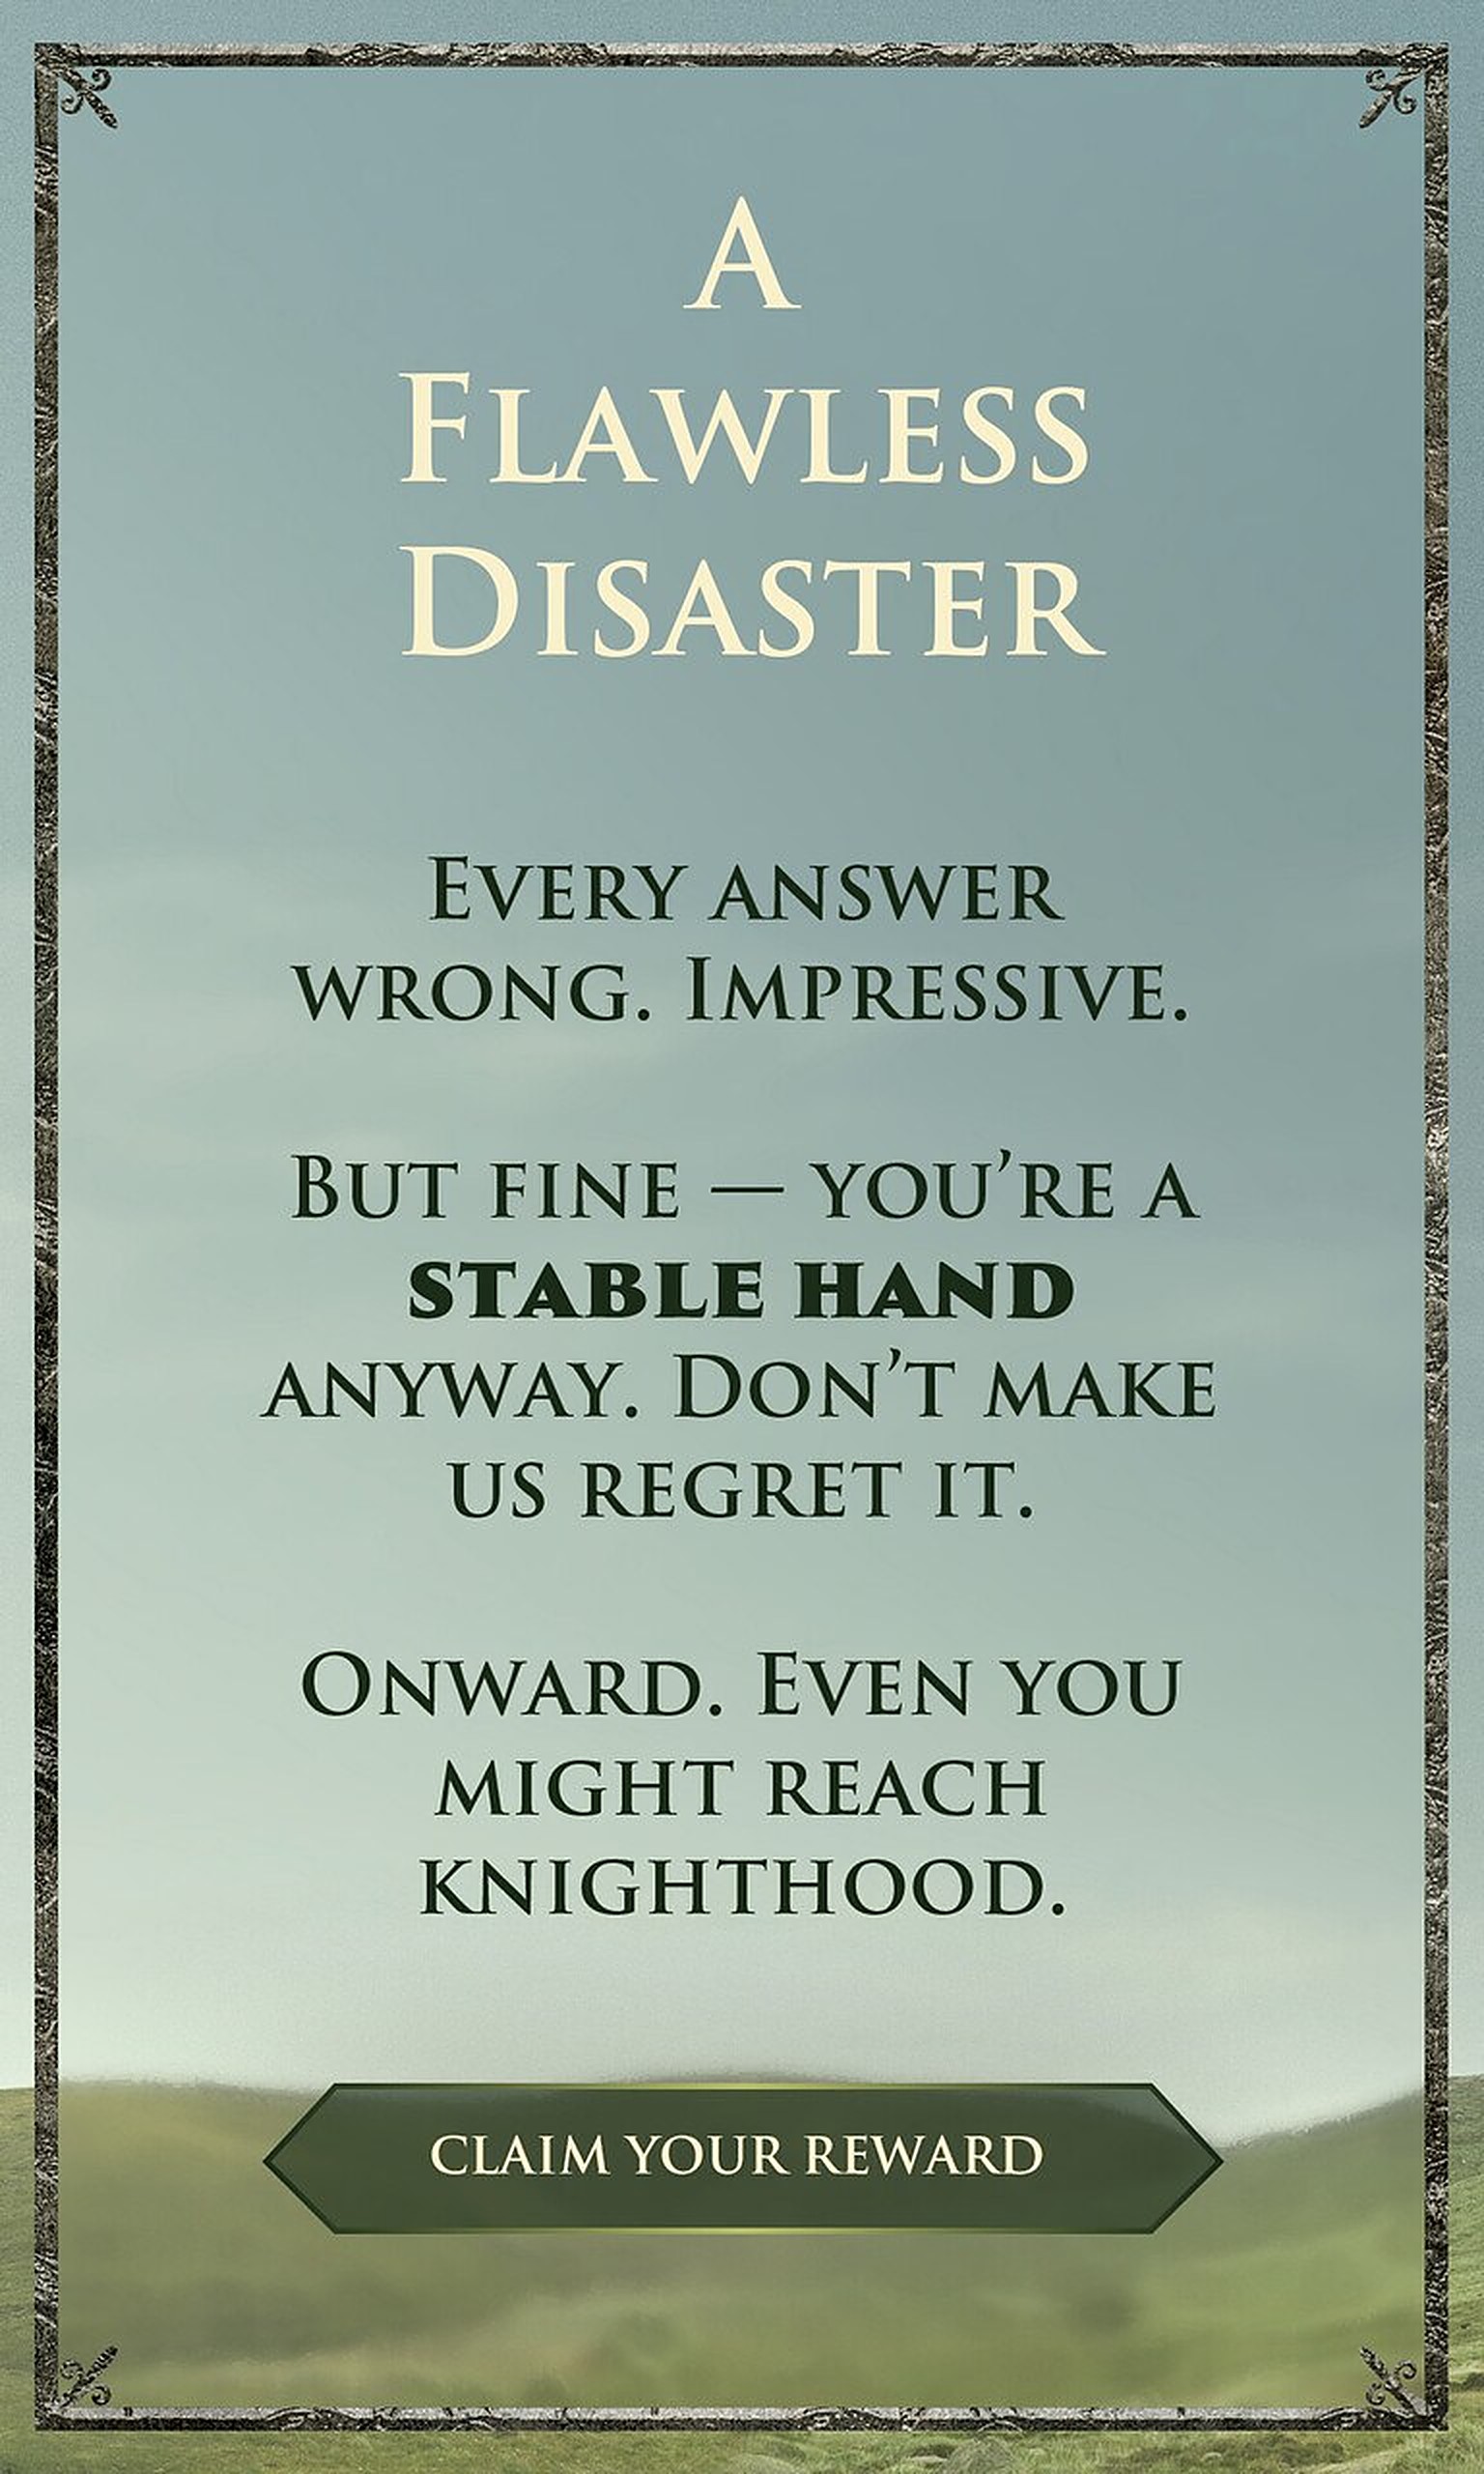 A
Flawless
Disaster
Every answer
wrong. Impressive.
But fine — you’re a
stable hand
anyway. Don’t make
us regret it.
Onward. Even you
might reach
knighthood.
CLAIM YOUR REWARD